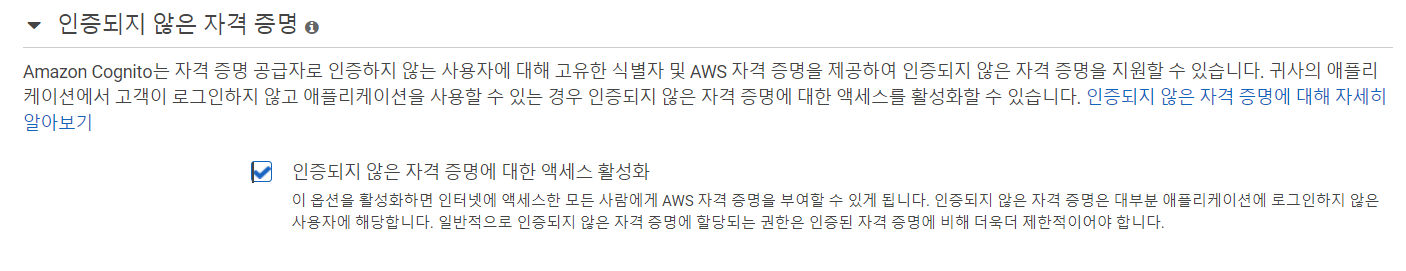 인증되지 않은 자격 증명
Amazon Cognito는 자격 증명 공급자로 인증하지 않는 사용자에 대해 고유한 식별자 및 AWS 자격 증명을 제공하여 인증되지 않은 자격 증명을 지원할 수 있습니다. 귀사의 애플리
케이션에서 고객이 로그인하지 않고 애플리케이션을 사용할 수 있는 경우 인증되지 않은 자격 증명에 대한 액세스를 활성화할 수 있습니다. 인증되지 않은 자격 증명에 대해 자세히
알아보기
인증되지 않은 자격 증명에 대한 액세스 활성화
이 옵션을 활성화하면 인터넷에 액세스한 모든 사람에게 AWS 자격 증명을 부여할 수 있게 됩니다. 인증되지 않은 자격 증명은 대부분 애플리케이션에 로그인하지 않은
사용자에 해당합니다. 일반적으로 인증되지 않은 자격 증명에 할당되는 권한은 인증된 자격 증명에 비해 더욱더 제한적이어야 합니다.